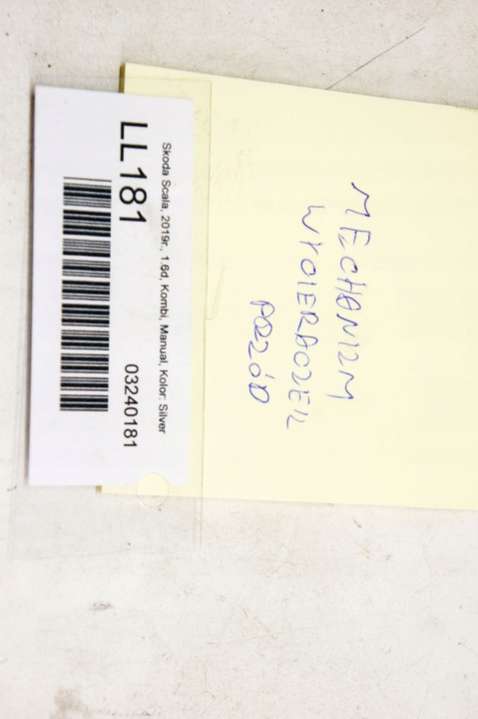 Skoda Scala, 2019r., 1.6d, Kombi, Manual, Kolor: Silver
LL181
03240181
MECHANIZM
WYCIERACZEK
PRZÓD